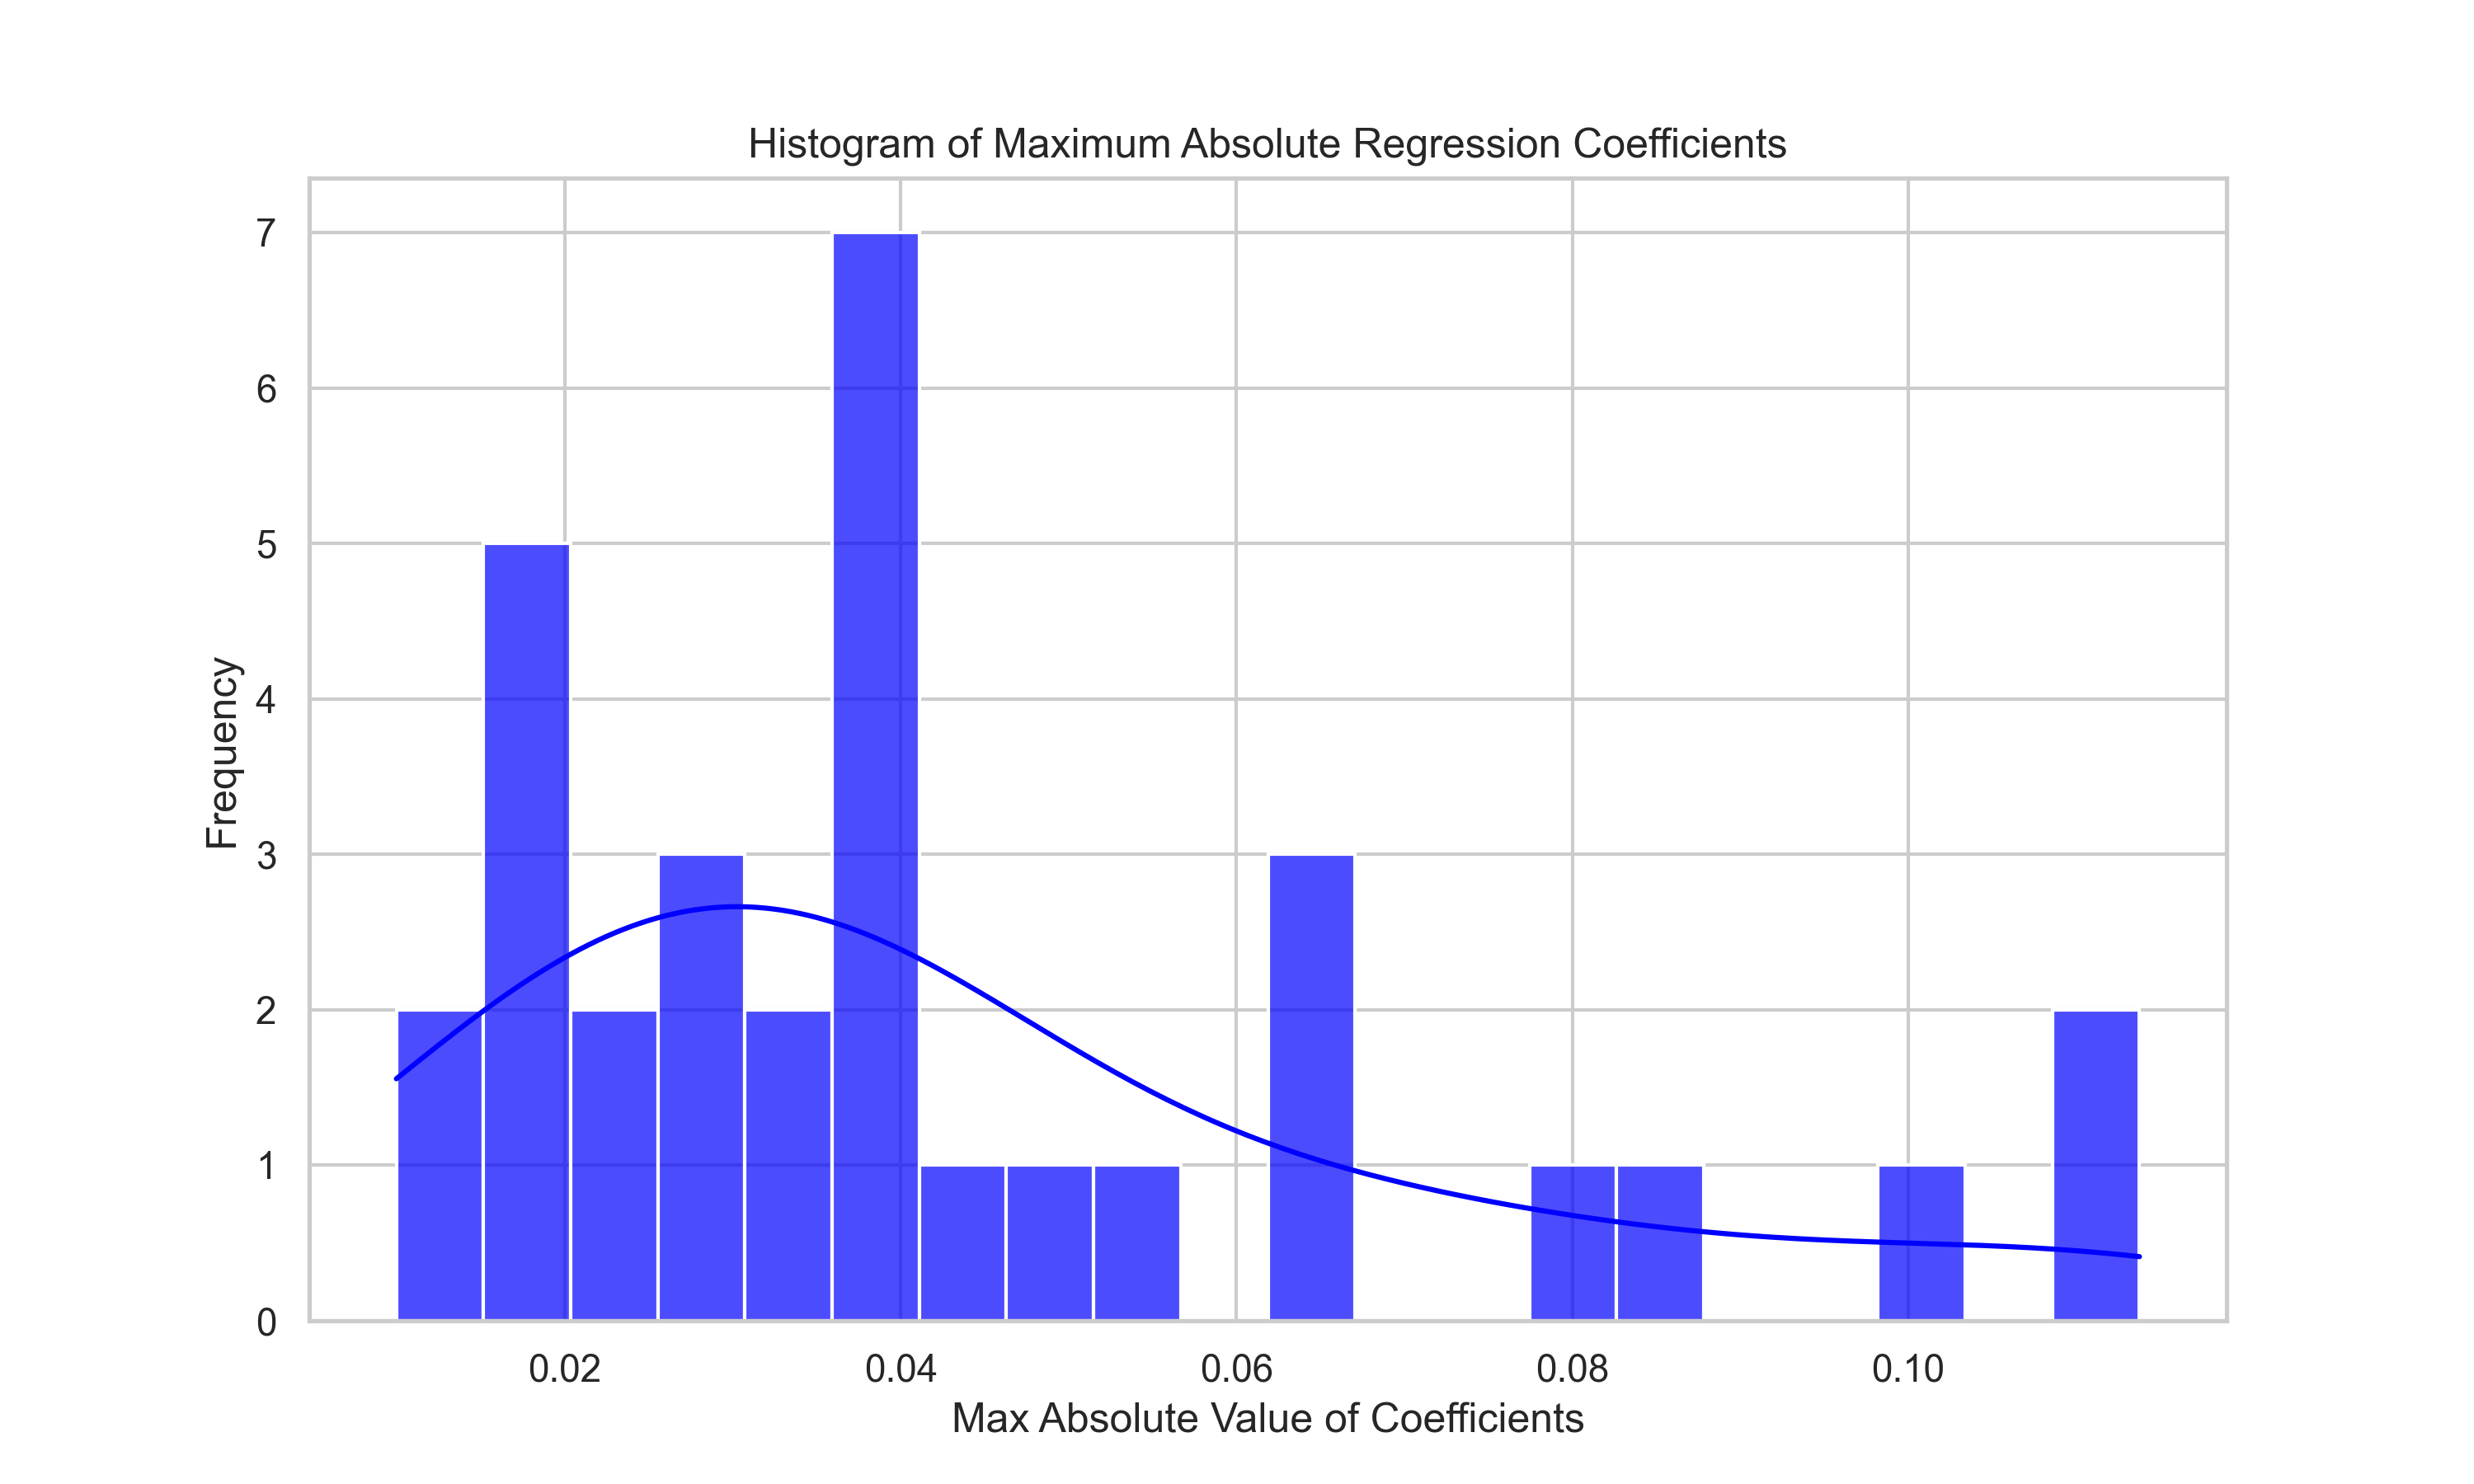 Histogram of Maximum Absolute Regression Coefficients
7
6
5
4
3
2
1
0
Frequency
0.02 0.04 0.06 0.08 0.10
Max Absolute Value of Coefficients